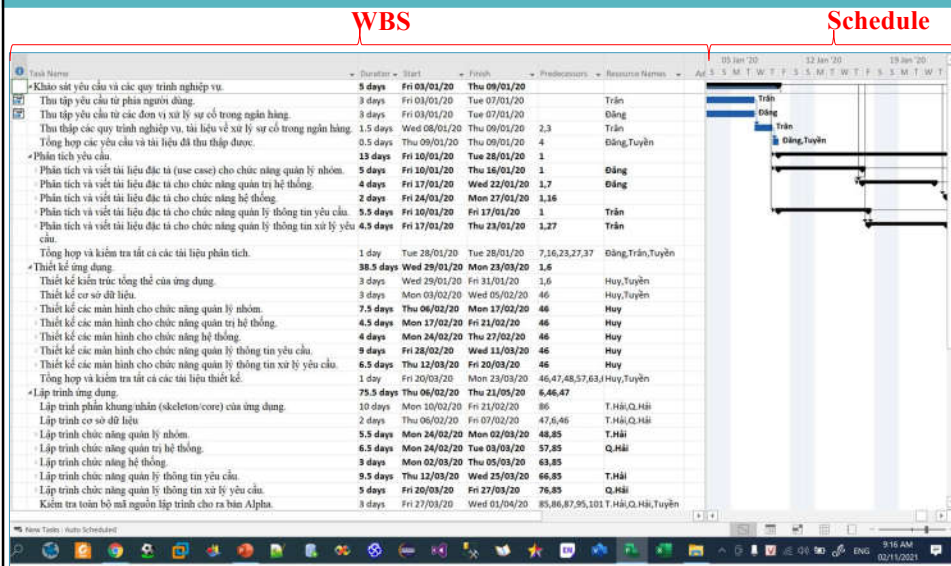 WBS Schedule
05 Jan '20 12 Jan '20 19 Jan '20
Task Name Duration Start Finish Predecessors Resource Names S S M T W T F S S M T W T F S S M T W T
Khảo sát yêu cầu và các quy trình nghiệp vụ. 5 days Fri 03/01/20 Thu 09/01/20
Thu tập yêu cầu từ phía người dùng. 3 days Fri 03/01/20 Tue 07/01/20 Trân Trân
Thu tập yêu cầu từ các đơn vị xử lý sự cố trong ngân hàng. 3 days Fri 03/01/20 Tue 07/01/20 Đăng Đăng
Thu thập các quy trình nghiệp vụ, tài liệu về xử lý sự cố trong ngân hàng. 1.5 days Wed 08/01/20 Thu 09/01/20 2,3 Trân Trân
Tổng hợp các yêu cầu và tài liệu đã thu thập được. 0.5 days Thu 09/01/20 Thu 09/01/20 4 Đăng,Tuyền Đăng,Tuyền
Phân tích yêu cầu. 13 days Fri 10/01/20 Tue 28/01/20 1
Phân tích và viết tài liệu đặc tả (use case) cho chức năng quản lý nhóm. 5 days Fri 10/01/20 Thu 16/01/20 1 Đăng
Phân tích và viết tài liệu đặc tả cho chức năng quản trị hệ thống. 4 days Fri 17/01/20 Wed 22/01/20 1,7 Đăng
Phân tích và viết tài liệu đặc tả cho chức năng hệ thống. 2 days Fri 24/01/20 Mon 27/01/20 1,16
Phân tích và viết tài liệu đặc tả cho chức năng quản lý thông tin yêu cầu. 5.5 days Fri 10/01/20 Fri 17/01/20 1 Trân
Phân tích và viết tài liệu đặc tả cho chức năng quản lý thông tin xử lý yêu cầu. 4.5 days Fri 17/01/20 Thu 23/01/20 1,27 Trân
Tổng hợp và kiểm tra tất cả các tài liệu phân tích. 1 day Tue 28/01/20 Tue 28/01/20 7,16,23,27,37 Đăng,Trân,Tuyền
Thiết kế ứng dụng. 38.5 days Wed 29/01/20 Mon 23/03/20 1,6
Thiết kế kiến trúc tổng thể của ứng dụng. 3 days Wed 29/01/20 Fri 31/01/20 1,6 Huy,Tuyền
Thiết kế cơ sở dữ liệu. 3 days Mon 03/02/20 Wed 05/02/20 46 Huy,Tuyền
Thiết kế các màn hình cho chức năng quản lý nhóm. 7.5 days Thu 06/02/20 Mon 17/02/20 46 Huy
Thiết kế các màn hình cho chức năng quản trị hệ thống. 4.5 days Mon 17/02/20 Fri 21/02/20 46 Huy
Thiết kế các màn hình cho chức năng hệ thống. 4 days Mon 24/02/20 Thu 27/02/20 46 Huy
Thiết kế các màn hình cho chức năng quản lý thông tin yêu cầu. 9 days Fri 28/02/20 Wed 11/03/20 46 Huy
Thiết kế các màn hình cho chức năng quản lý thông tin xử lý yêu cầu. 6.5 days Thu 12/03/20 Fri 20/03/20 46 Huy
Tổng hợp và kiểm tra tất cả các tài liệu thiết kế. 1 day Fri 20/03/20 Mon 23/03/20 46,47,48,57,63,( Huy,Tuyền
Lập trình ứng dụng. 75.5 days Thu 06/02/20 Thu 21/05/20 6,46,47
Lập trình phần khung/nhân (skeleton/core) của ứng dụng. 10 days Mon 10/02/20 Fri 21/02/20 86 T.Hải,Q.Hải
Lập trình cơ sở dữ liệu 2 days Thu 06/02/20 Fri 07/02/20 47,6,46 T.Hải,Q.Hải
Lập trình chức năng quản lý nhóm. 5.5 days Mon 24/02/20 Mon 02/03/20 48,85 T.Hải
Lập trình chức năng quản trị hệ thống. 6.5 days Mon 24/02/20 Tue 03/03/20 57,85 Q.Hải
Lập trình chức năng hệ thống. 3 days Mon 02/03/20 Thu 05/03/20 63,85
Lập trình chức năng quản lý thông tin yêu cầu. 9.5 days Thu 12/03/20 Wed 25/03/20 66,85 T.Hải
Lập trình chức năng quản lý thông tin xử lý yêu cầu. 5 days Fri 20/03/20 Fri 27/03/20 76,85 Q.Hải
Kiểm tra toàn bộ mã nguồn lập trình cho ra bản Alpha. 3 days Fri 27/03/20 Wed 01/04/20 85,86,87,95,101 T.Hải,Q.Hải,Tuyền
New Tasks : Auto Scheduled
ENG 9:16 AM
02/11/2021